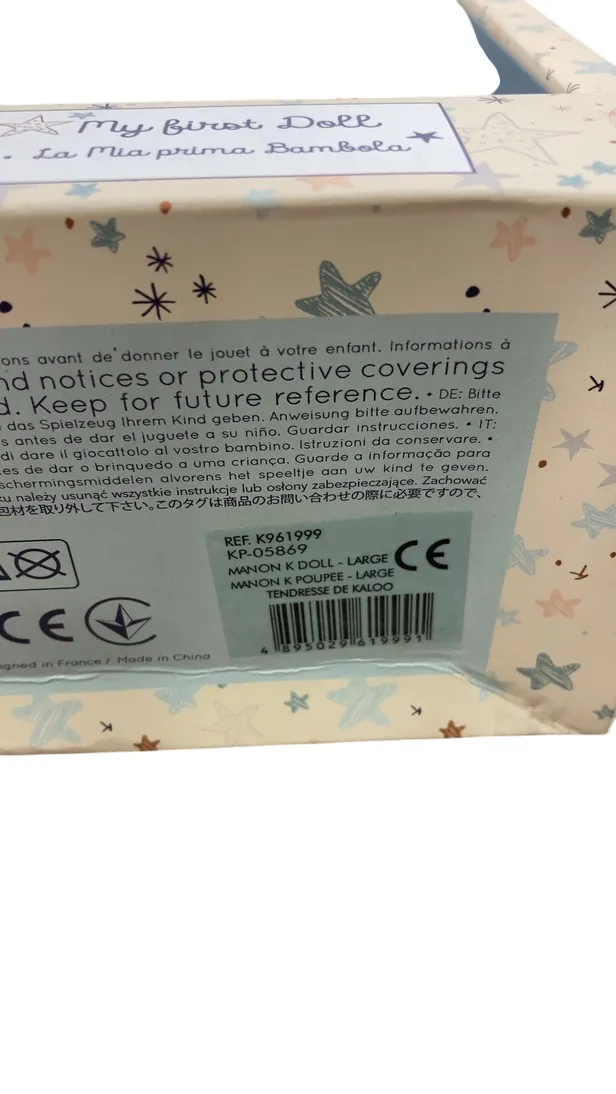 My first Doll
• La Mia prima Bambola
ons avant de donner le jouet à votre enfant. Informations à
nd notices or protective coverings
d. Keep for future reference. • DE: Bitte
das Spielzeug Ihrem Kind geben. Anweisung bitte aufbewahren.
s antes de dar el juguete a su niño. Guardar instrucciones. • IT:
di dare il giocattolo al vostro bambino. Istruzioni da conservare. •
es de dar o brinquedo a uma criança. Guarde a informação para
schermingsmiddelen alvorens het speeltje aan uw kind te geven.
ku należy usunąć wszystkie instrukcje lub osłony zabezpieczające. Zachować
包材を取り外して下さい。このタグは商品のお問い合わせの際に必要ですので、
REF. K961999
KP-05869
MANON K DOLL - LARGE
MANON K POUPEE - LARGE
TENDRESSE DE KALOO
CE
4 895029 619991
CE
igned in France / Made in China